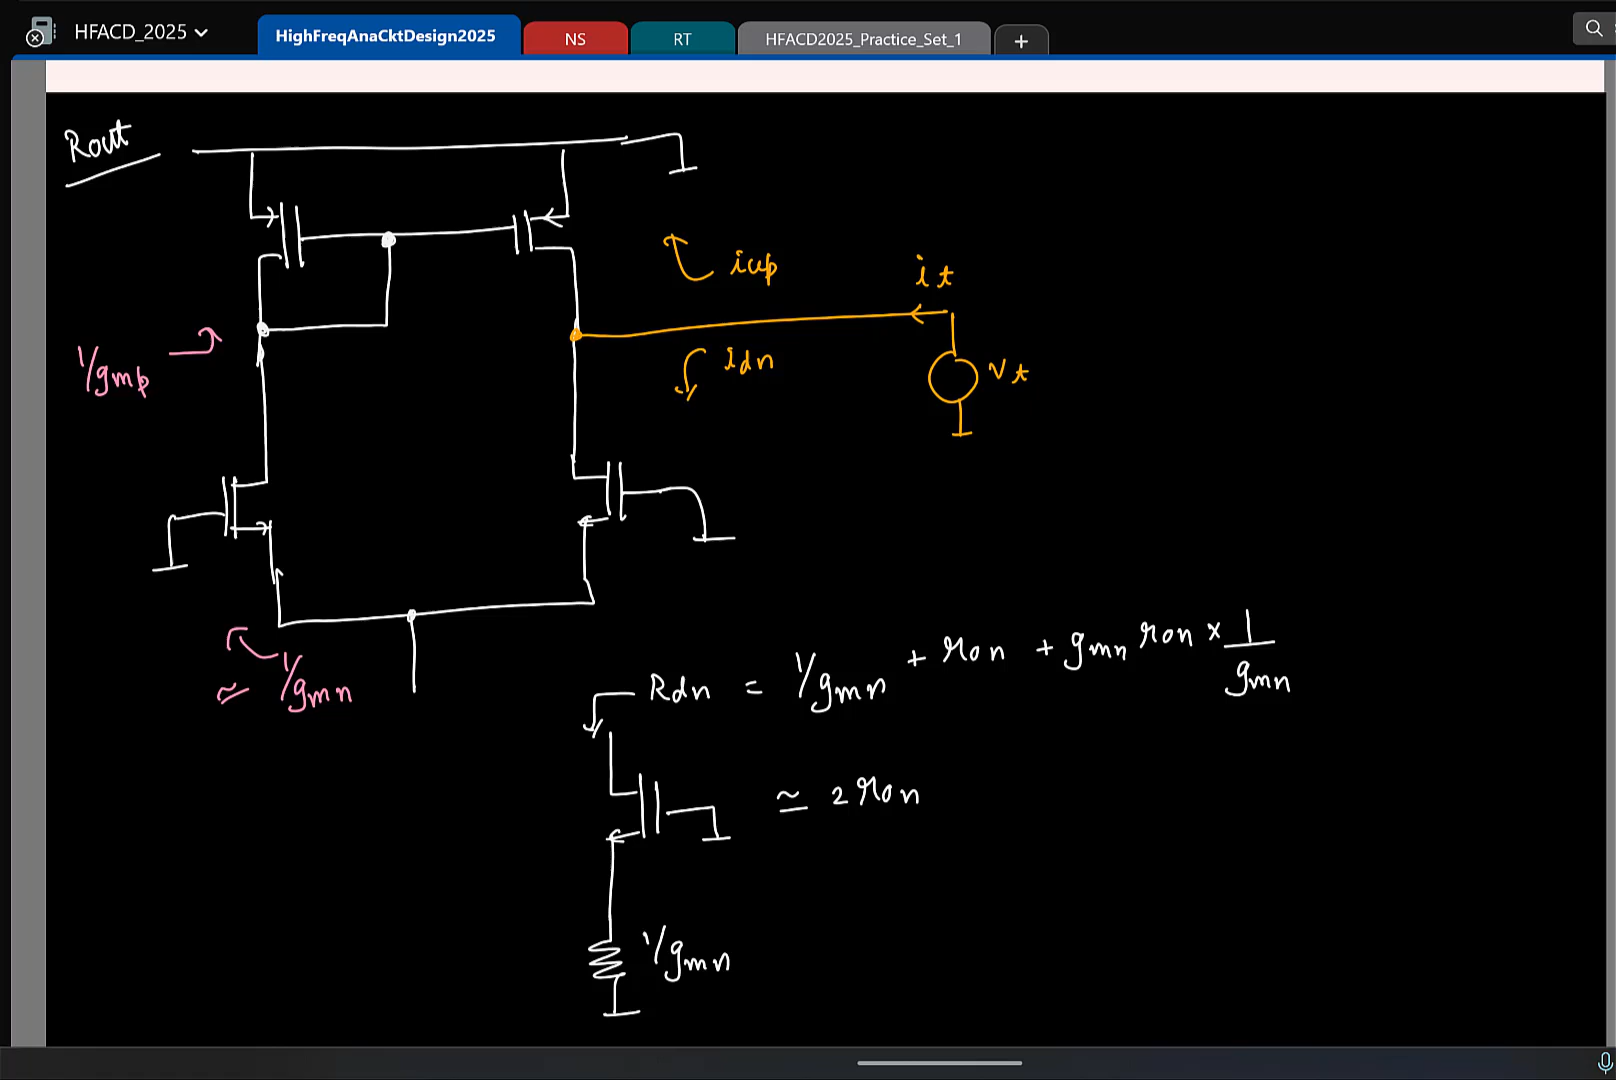 HFACD_2025
HighFreqAnaCktDesign2025
NS
RT
HFACD2025_Practice_Set_1
+
Rout
iup
it
idn
vt
1/gmp
≃ 1/gmn
Rdn = 1/gmn + ron + gmn ron × 1/gmn
≃ 2ron
1/gmn